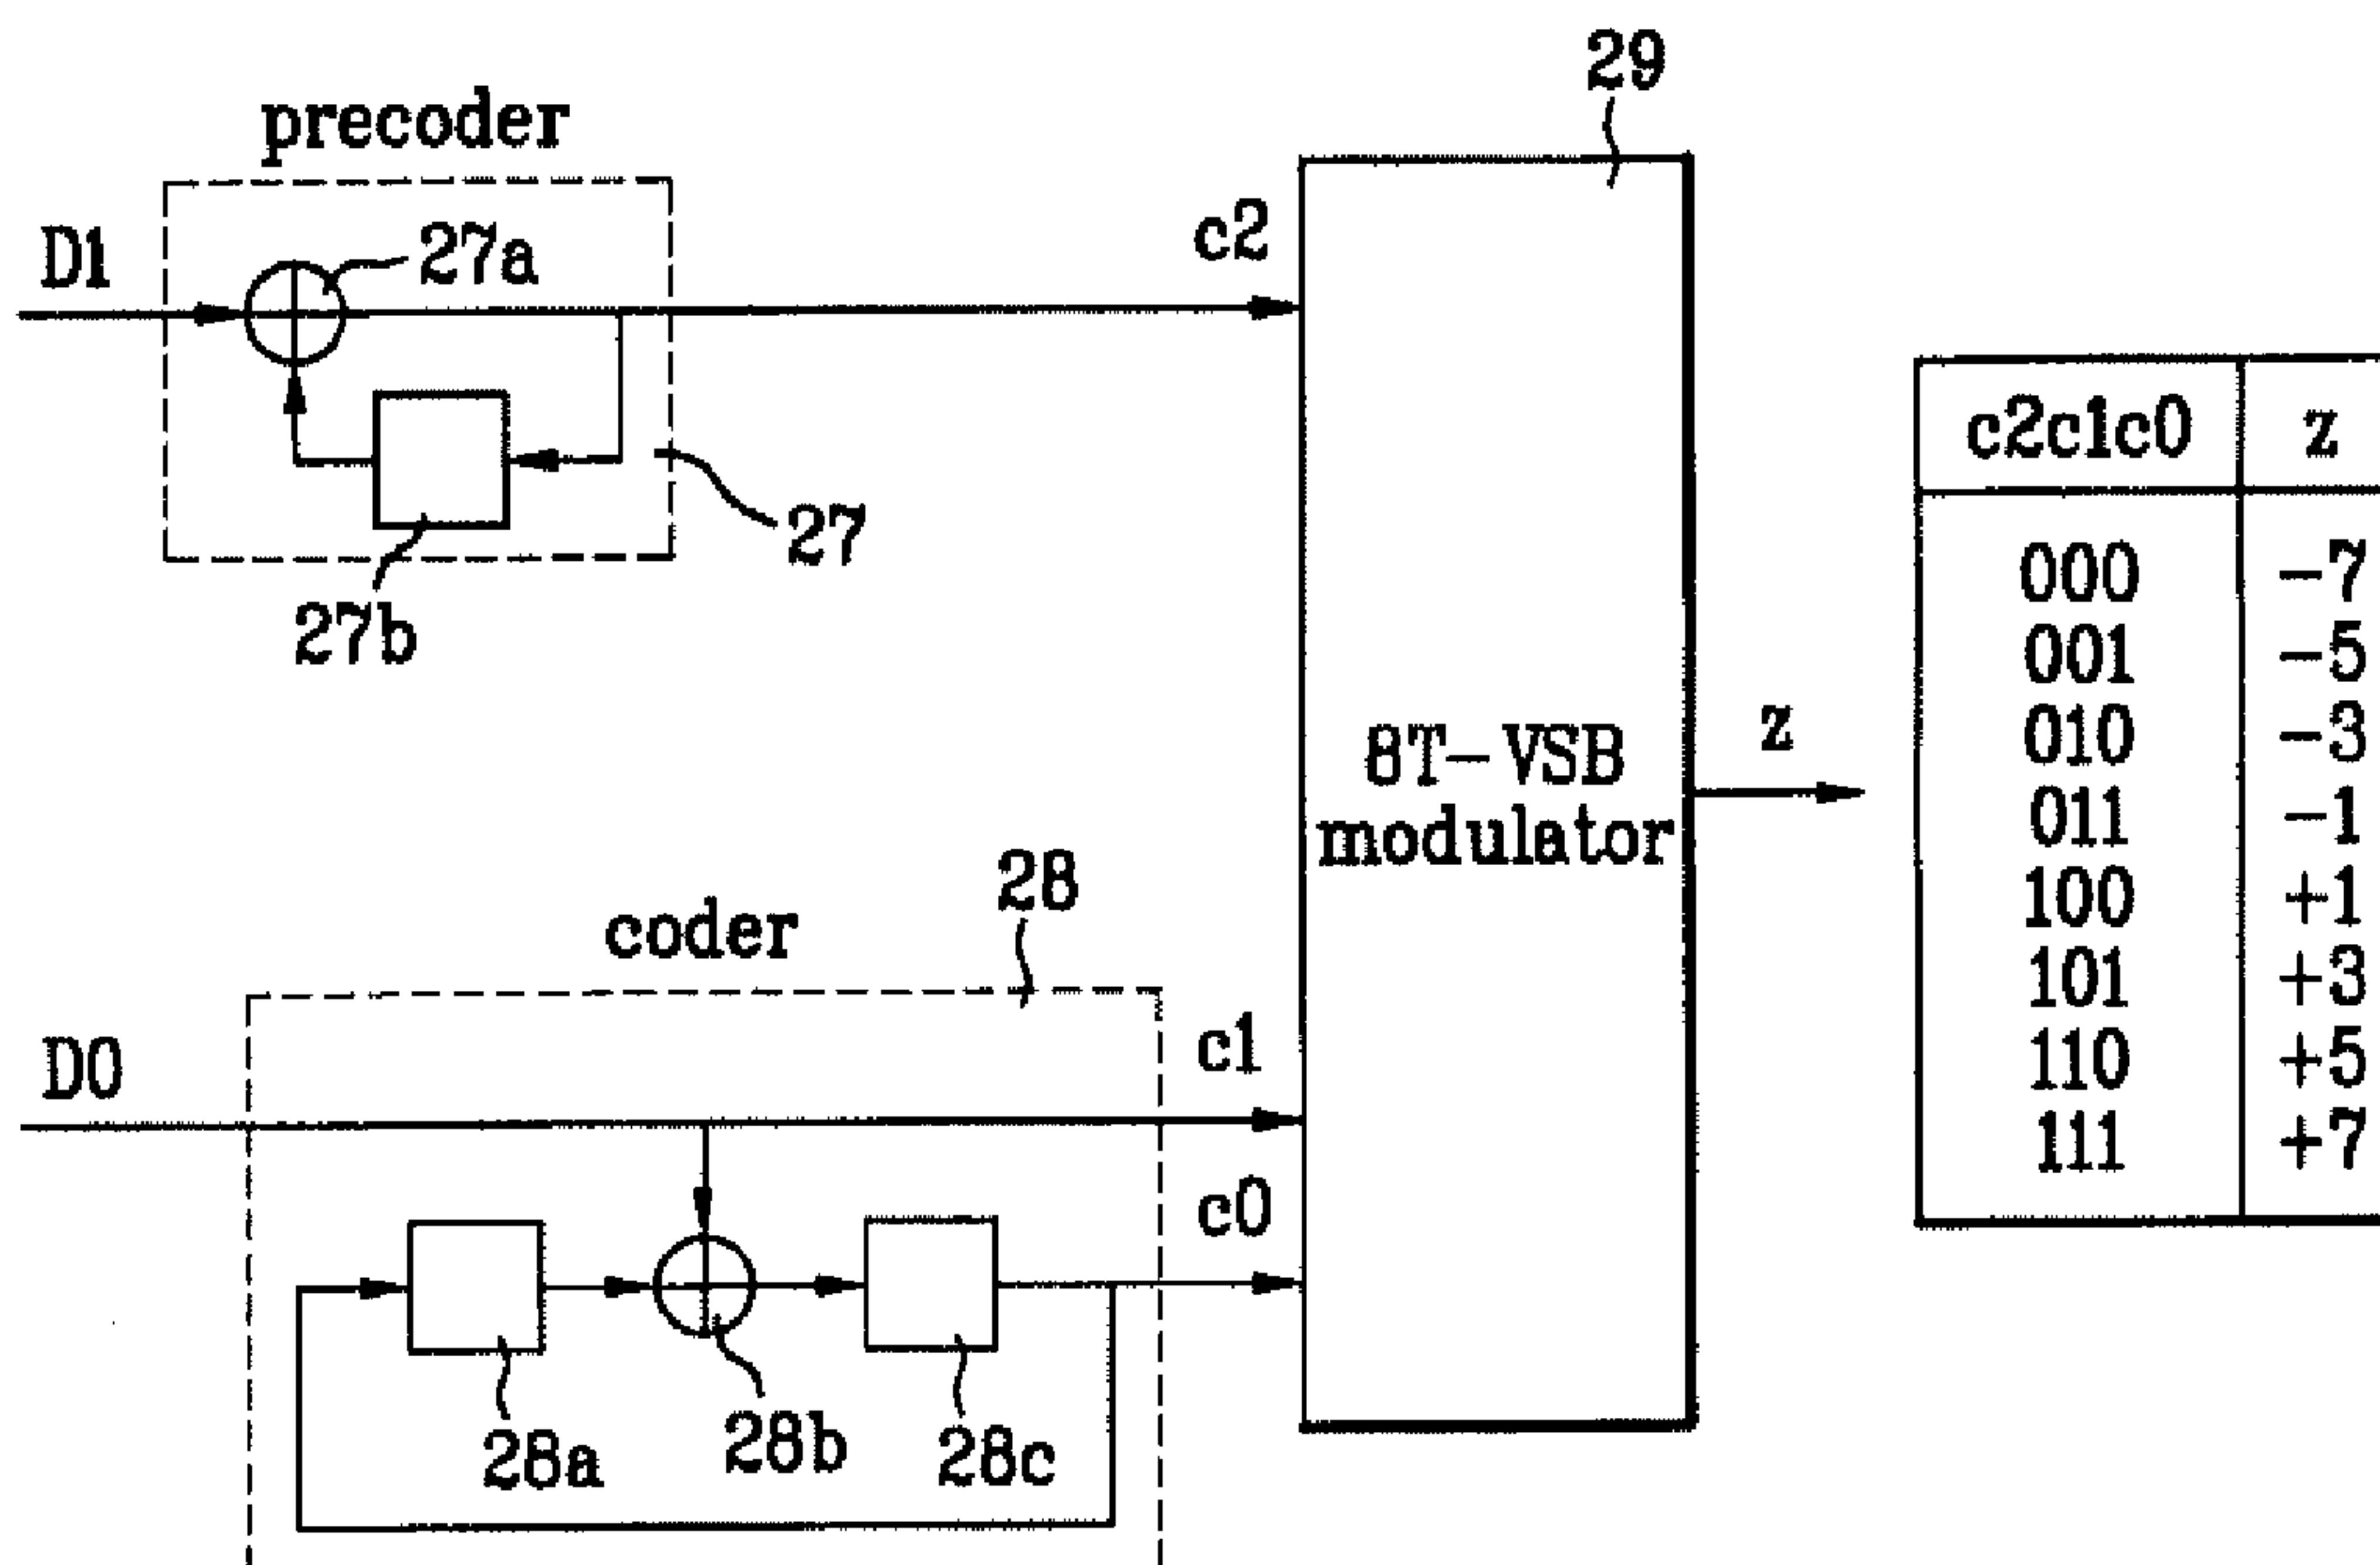 29
precoder
D1
27a
c2
27
27b
c2c1c0 z
000 -7
001 -5
010 -3
011 -1
100 +1
101 +3
110 +5
111 +7
8T-VSB
modulator
z
28
coder
D0
c1
c0
28a
28b
28c